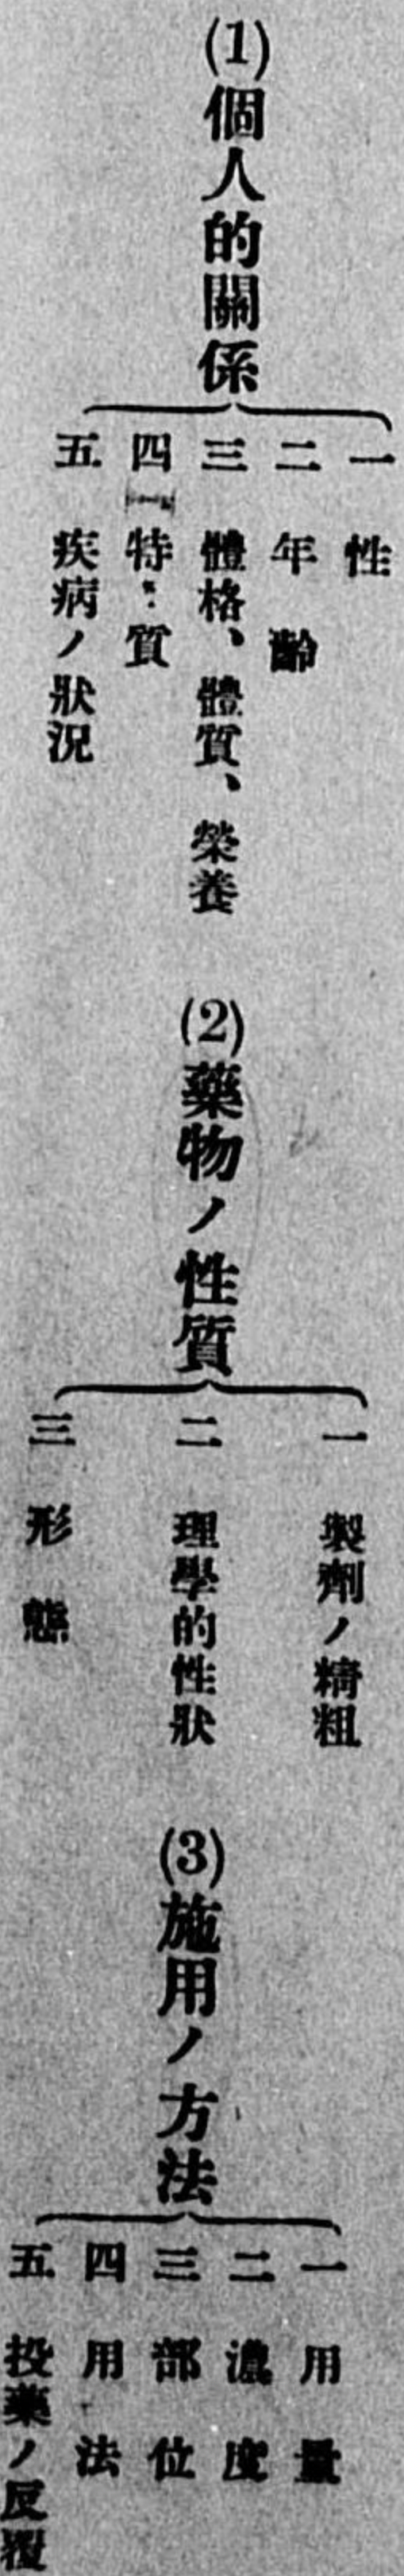 (1)個人的關係
一 性
二 年齡
三 體格、體質、榮養
四 特質
五 疾病ノ狀況
(2)藥物ノ性質
一 製劑ノ精粗
二 理學的性狀
三 形態
(3)施用ノ方法
一 用量
二 濃度
三 部位
四 用法
五 投藥ノ反覆